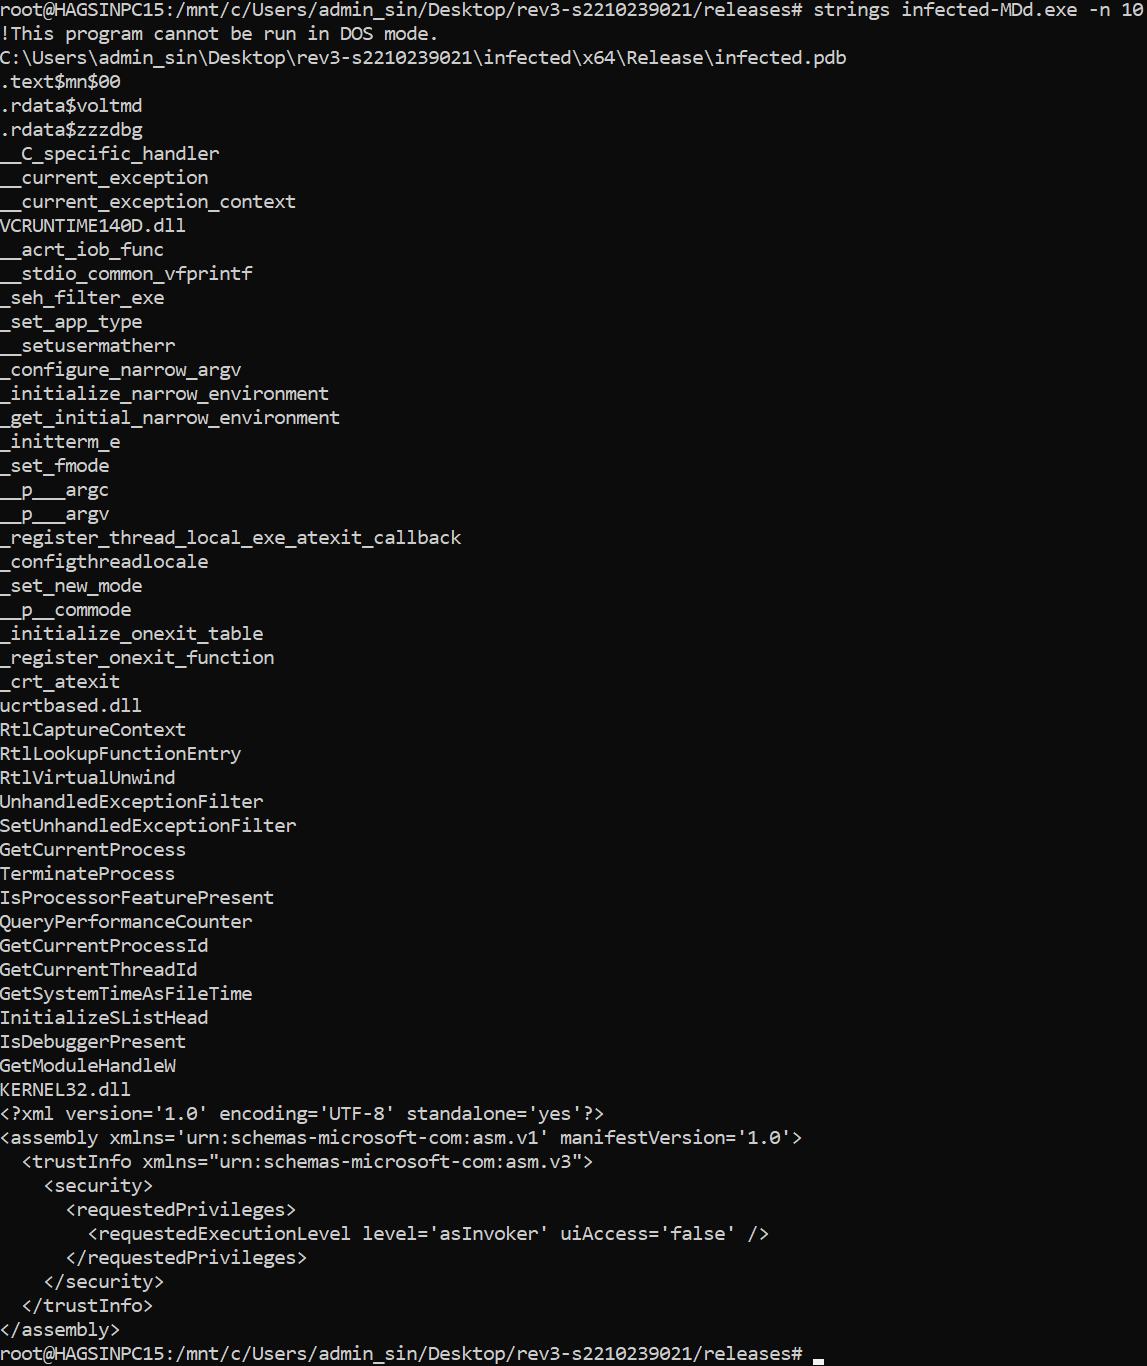 root@HAGSINPC15:/mnt/c/Users/admin_sin/Desktop/rev3-s2210239021/releases# strings infected-MDd.exe -n 10
!This program cannot be run in DOS mode.
C:\Users\admin_sin\Desktop\rev3-s2210239021\infected\x64\Release\infected.pdb
.text$mn$00
.rdata$voltmd
.rdata$zzzdbg
__C_specific_handler
__current_exception
__current_exception_context
VCRUNTIME140D.dll
__acrt_iob_func
__stdio_common_vfprintf
_seh_filter_exe
_set_app_type
__setusermatherr
_configure_narrow_argv
_initialize_narrow_environment
_get_initial_narrow_environment
_initterm_e
_set_fmode
__p___argc
__p___argv
_register_thread_local_exe_atexit_callback
_configthreadlocale
_set_new_mode
__p__commode
_initialize_onexit_table
_register_onexit_function
_crt_atexit
ucrtbased.dll
RtlCaptureContext
RtlLookupFunctionEntry
RtlVirtualUnwind
UnhandledExceptionFilter
SetUnhandledExceptionFilter
GetCurrentProcess
TerminateProcess
IsProcessorFeaturePresent
QueryPerformanceCounter
GetCurrentProcessId
GetCurrentThreadId
GetSystemTimeAsFileTime
InitializeSListHead
IsDebuggerPresent
GetModuleHandleW
KERNEL32.dll
<?xml version='1.0' encoding='UTF-8' standalone='yes'?>
<assembly xmlns='urn:schemas-microsoft-com:asm.v1' manifestVersion='1.0'>
  <trustInfo xmlns="urn:schemas-microsoft-com:asm.v3">
    <security>
      <requestedPrivileges>
        <requestedExecutionLevel level='asInvoker' uiAccess='false' />
      </requestedPrivileges>
    </security>
  </trustInfo>
</assembly>
root@HAGSINPC15:/mnt/c/Users/admin_sin/Desktop/rev3-s2210239021/releases#